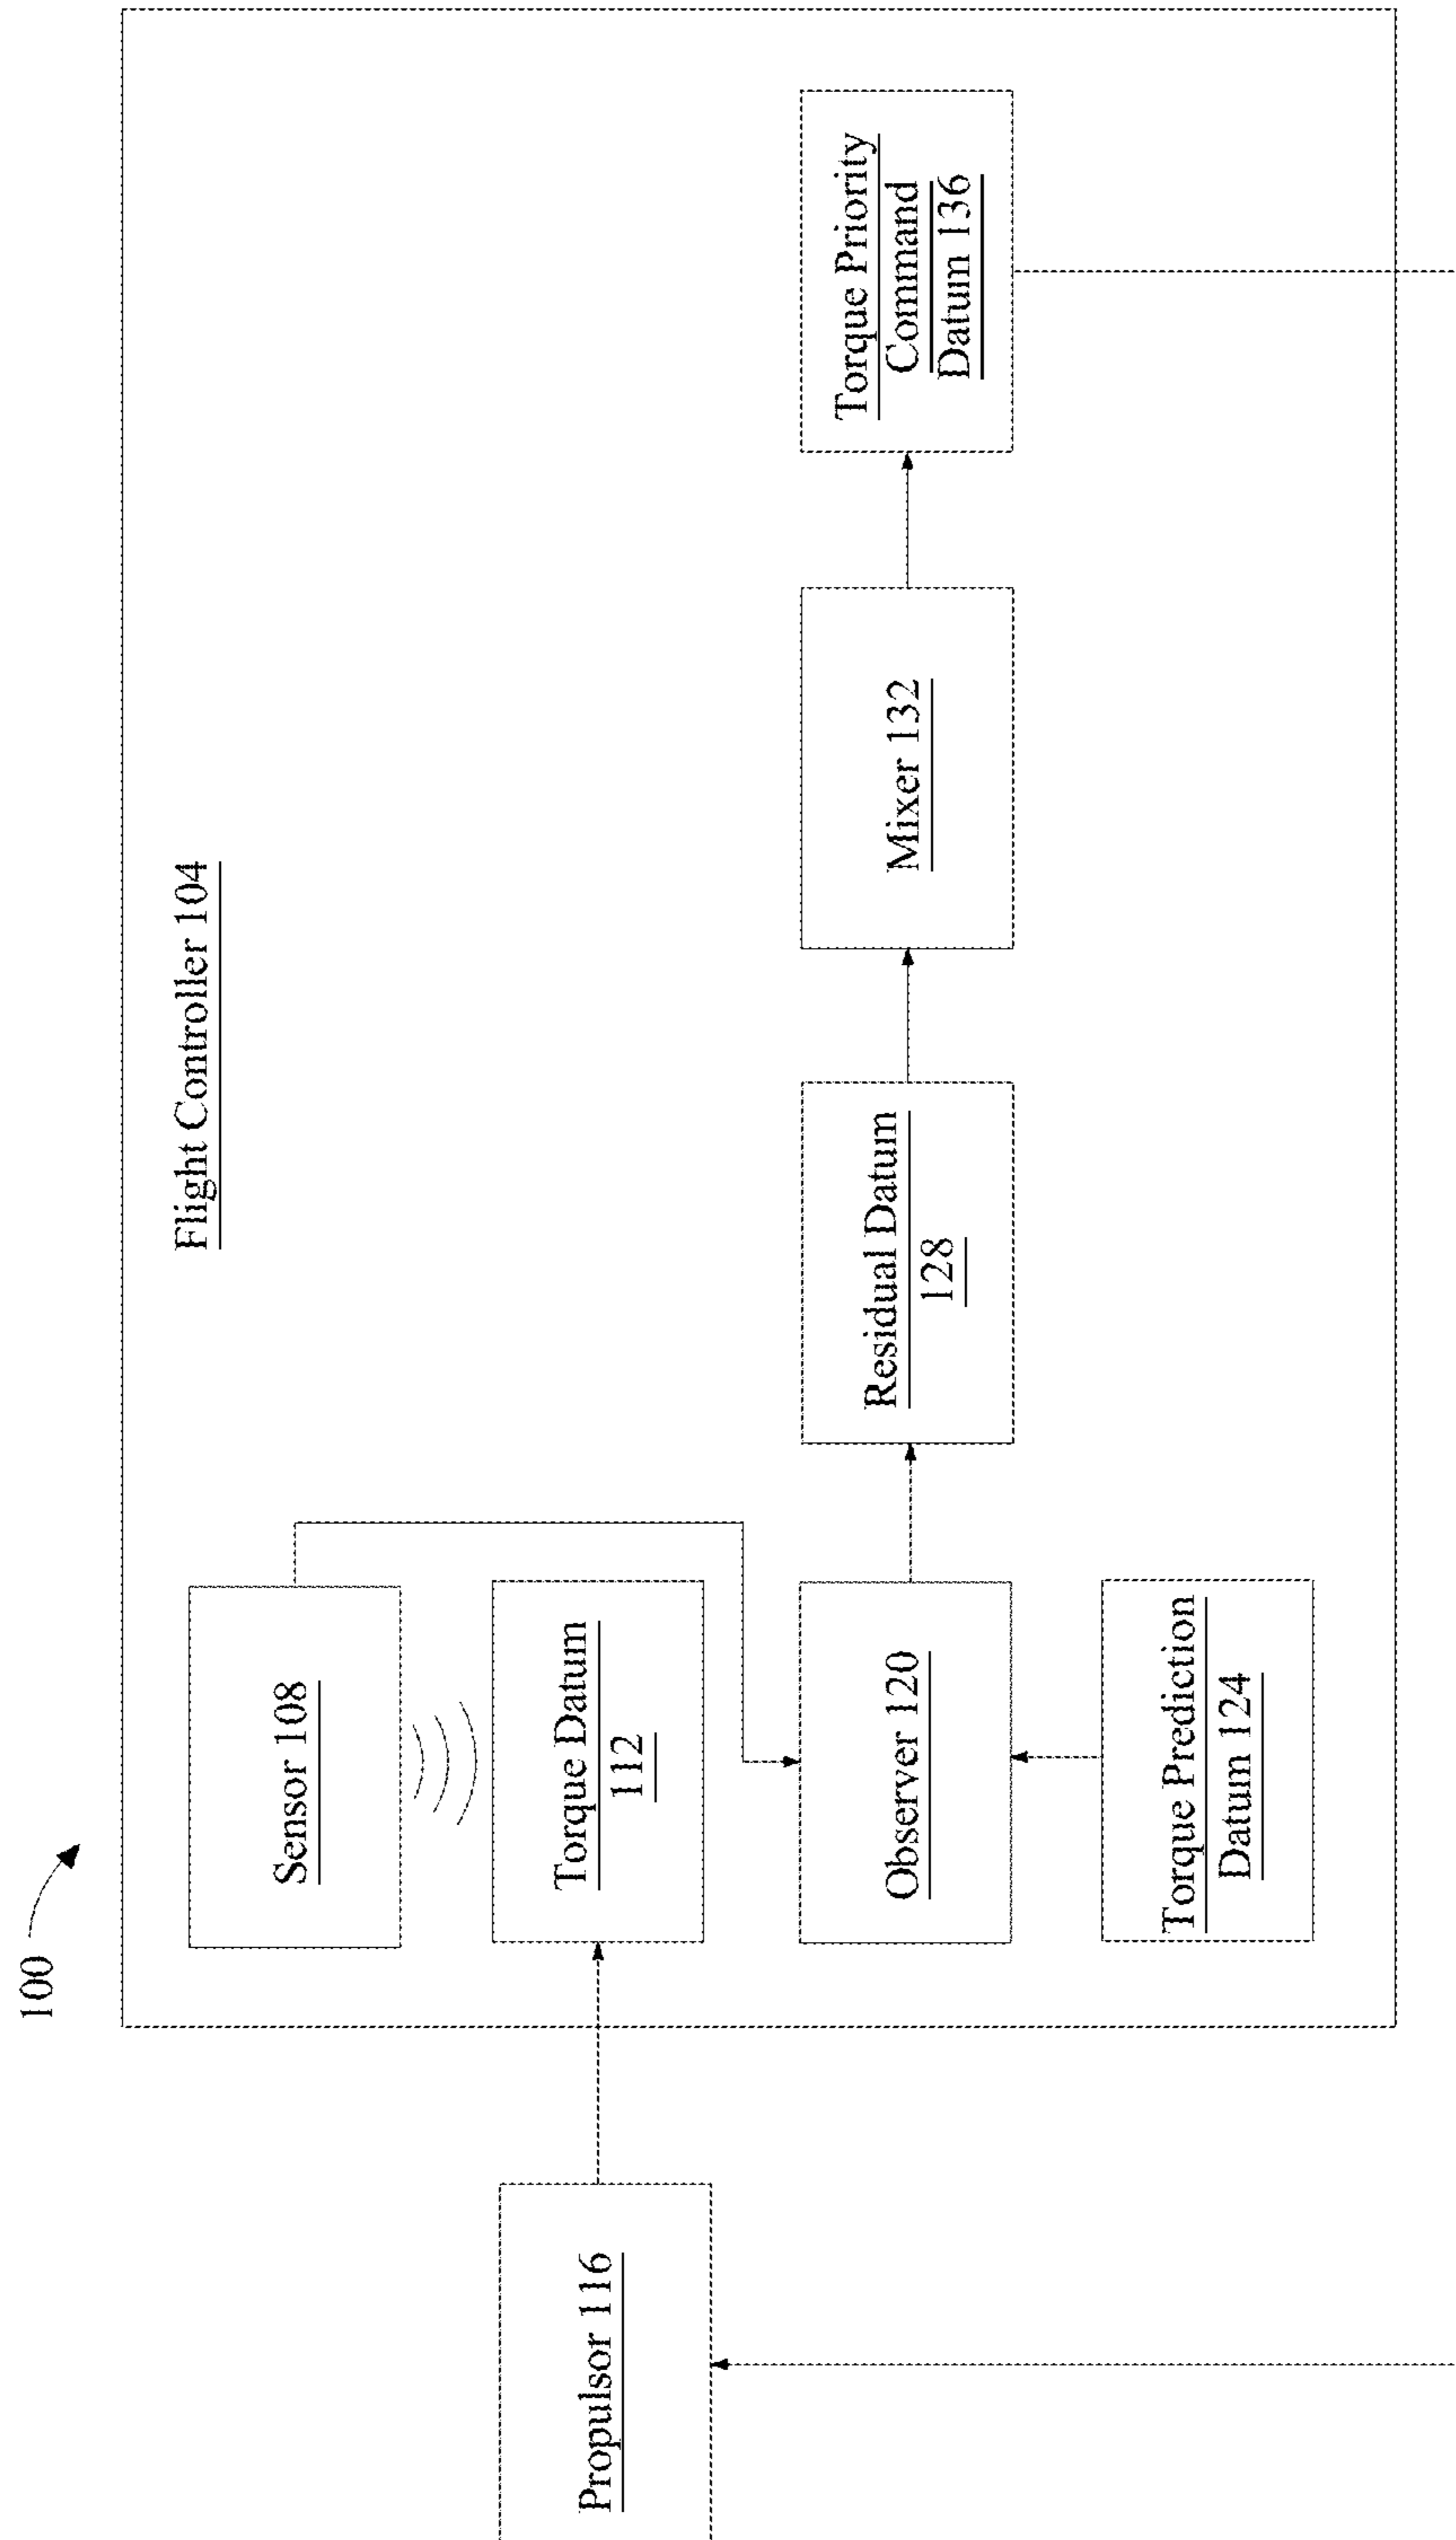 100
Flight Controller 104
Sensor 108
Torque Datum
112
Propulsor 116
Observer 120
Residual Datum
128
Mixer 132
Torque Priority
Command
Datum 136
Torque Prediction
Datum 124